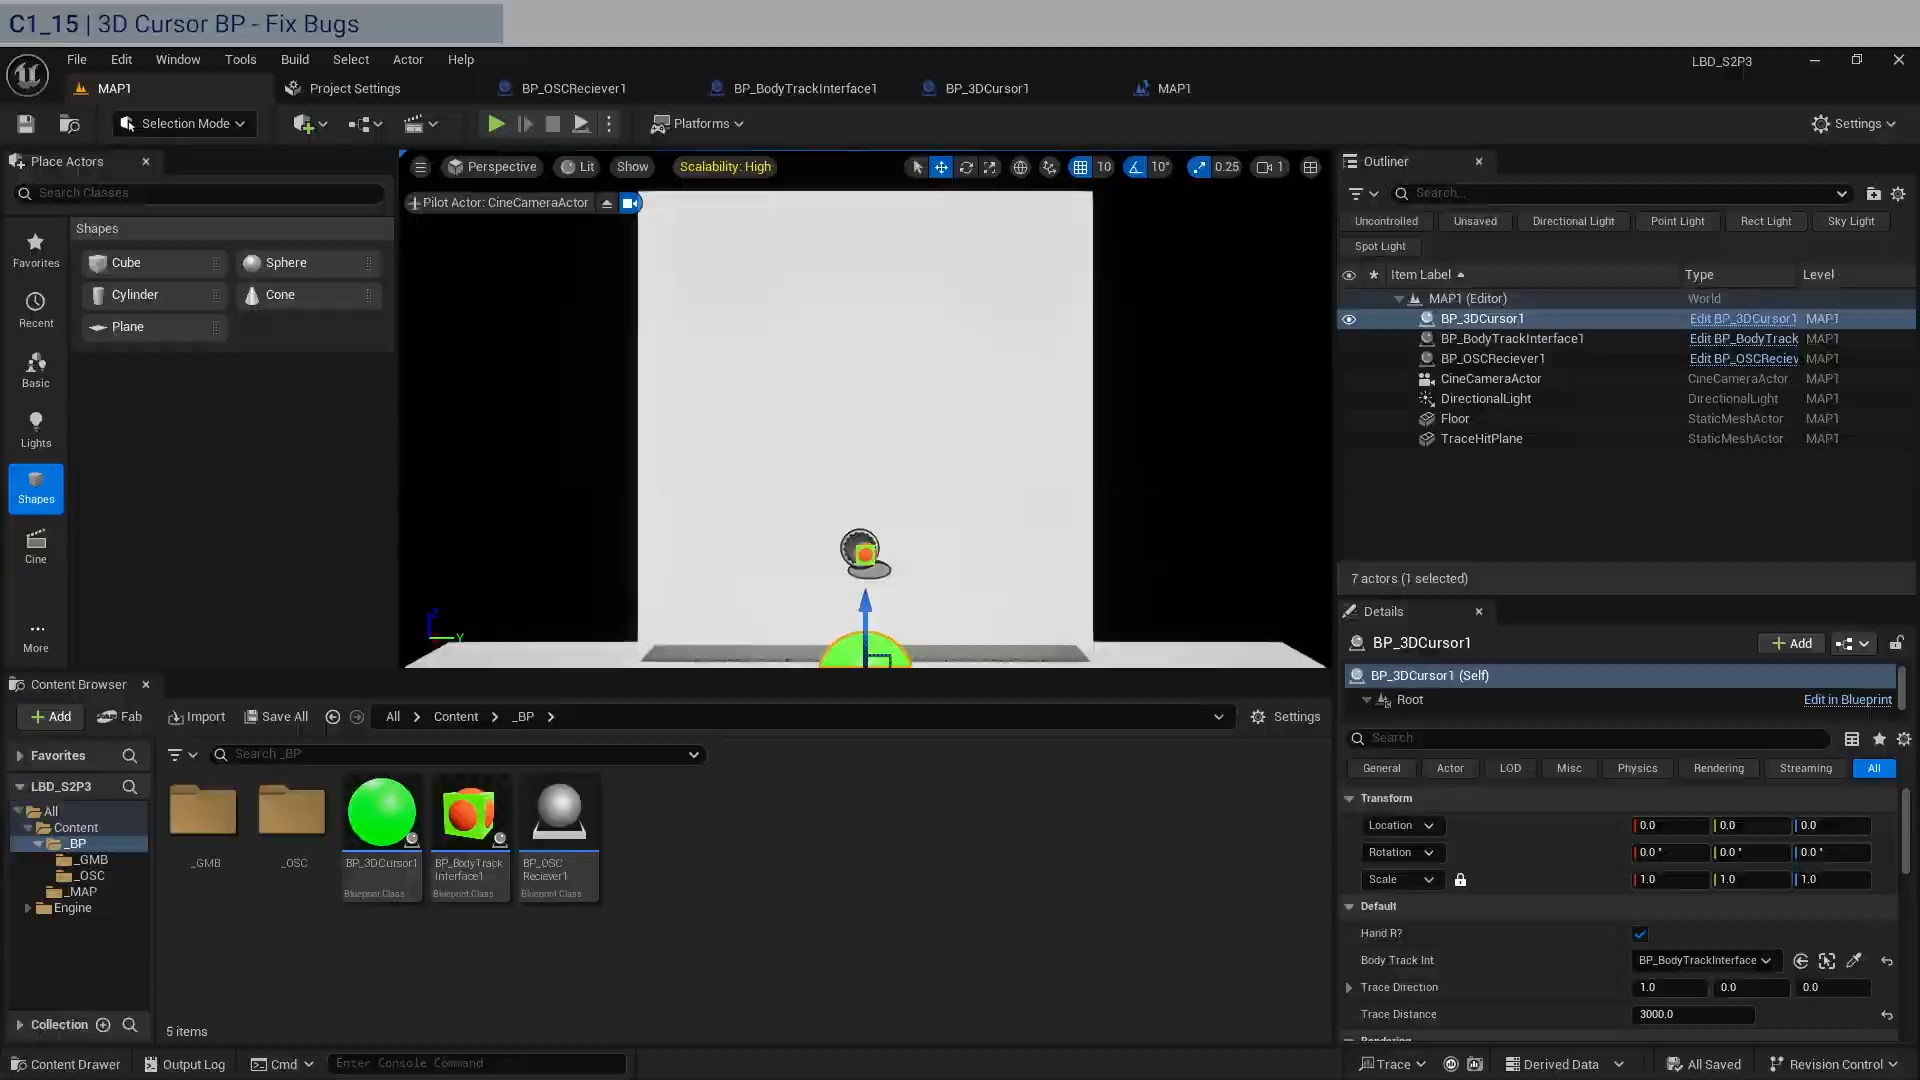 C1_15 | 3D Cursor BP - Fix Bugs
File Edit Window Tools Build Select Actor Help
LBD_S2P3
MAP1 Project Settings BP_OSCReciever1 BP_BodyTrackInterface1 BP_3DCursor1 MAP1
Selection Mode Platforms Settings
Place Actors
Search Classes
Shapes
Favorites
Recent
Basic
Lights
Shapes
Cine
More
Cube Sphere
Cylinder Cone
Plane
Perspective Lit Show Scalability: High 10 10° 0.25 1
Pilot Actor: CineCameraActor
Z
Y
Outliner
Search...
Uncontrolled Unsaved Directional Light Point Light Rect Light Sky Light
Spot Light
Item Label Type Level
MAP1 (Editor) World
BP_3DCursor1 Edit BP_3DCursor1 MAP1
BP_BodyTrackInterface1 Edit BP_BodyTrack MAP1
BP_OSCReciever1 Edit BP_OSCReciev MAP1
CineCameraActor CineCameraActor MAP1
DirectionalLight DirectionalLight MAP1
Floor StaticMeshActor MAP1
TraceHitPlane StaticMeshActor MAP1
7 actors (1 selected)
Details
BP_3DCursor1 Add
BP_3DCursor1 (Self)
Root Edit in Blueprint
Search
General Actor LOD Misc Physics Rendering Streaming All
Transform
Location 0.0 0.0 0.0
Rotation 0.0° 0.0° 0.0°
Scale 1.0 1.0 1.0
Default
Hand R?
Body Track Int BP_BodyTrackInterface
Trace Direction 1.0 0.0 0.0
Trace Distance 3000.0
Rendering
Content Browser
Add Fab Import Save All All Content _BP Settings
Favorites
LBD_S2P3
All
Content
_BP
_GMB
_OSC
_MAP
Engine
Collection
Search _BP
_GMB
_OSC
BP_3DCursor1
Blueprint Class
BP_BodyTrack
Interface1
Blueprint Class
BP_OSC
Reciever1
Blueprint Class
5 items
Content Drawer Output Log Cmd Enter Console Command Trace Derived Data All Saved Revision Control